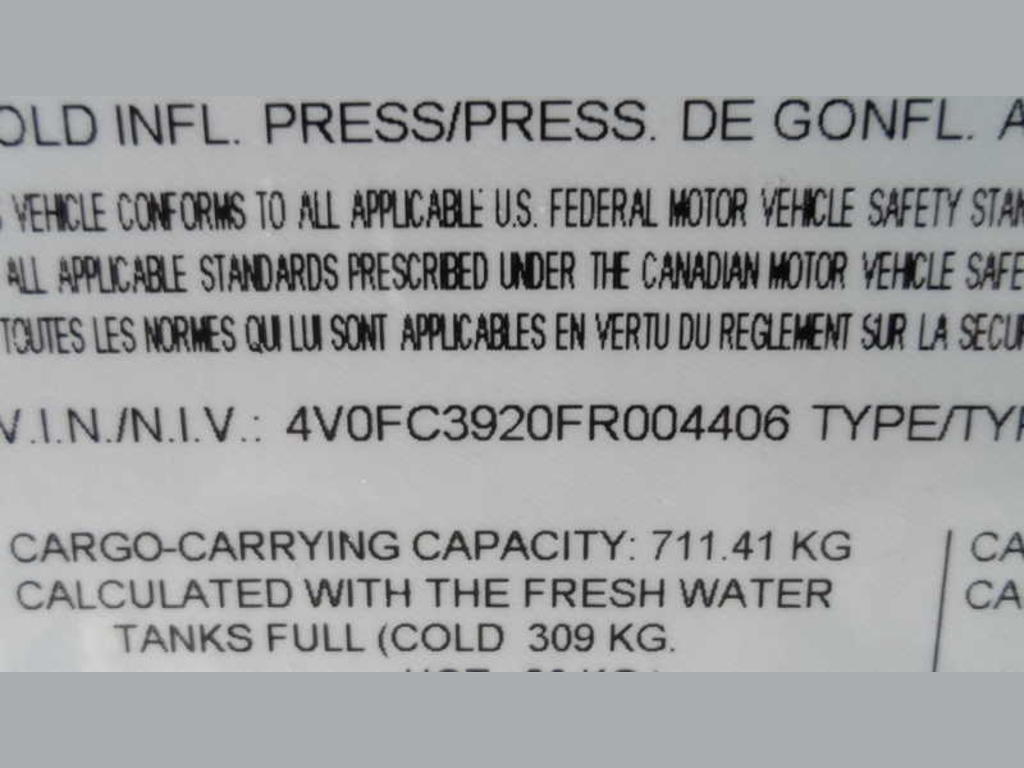 OLD INFL. PRESS/PRESS. DE GONFL. A
VEHICLE CONFORMS TO ALL APPLICABLE U.S. FEDERAL MOTOR VEHICLE SAFETY STAN
ALL APPLICABLE STANDARDS PRESCRIBED UNDER THE CANADIAN MOTOR VEHICLE SAFE
TOUTES LES NORMES QUI LUI SONT APPLICABLES EN VERTU DU REGLEMENT SUR LA SECUR
V.I.N./N.I.V.: 4V0FC3920FR004406 TYPE/TYP
CARGO-CARRYING CAPACITY: 711.41 KG
CALCULATED WITH THE FRESH WATER
TANKS FULL (COLD 309 KG.
CA
CA